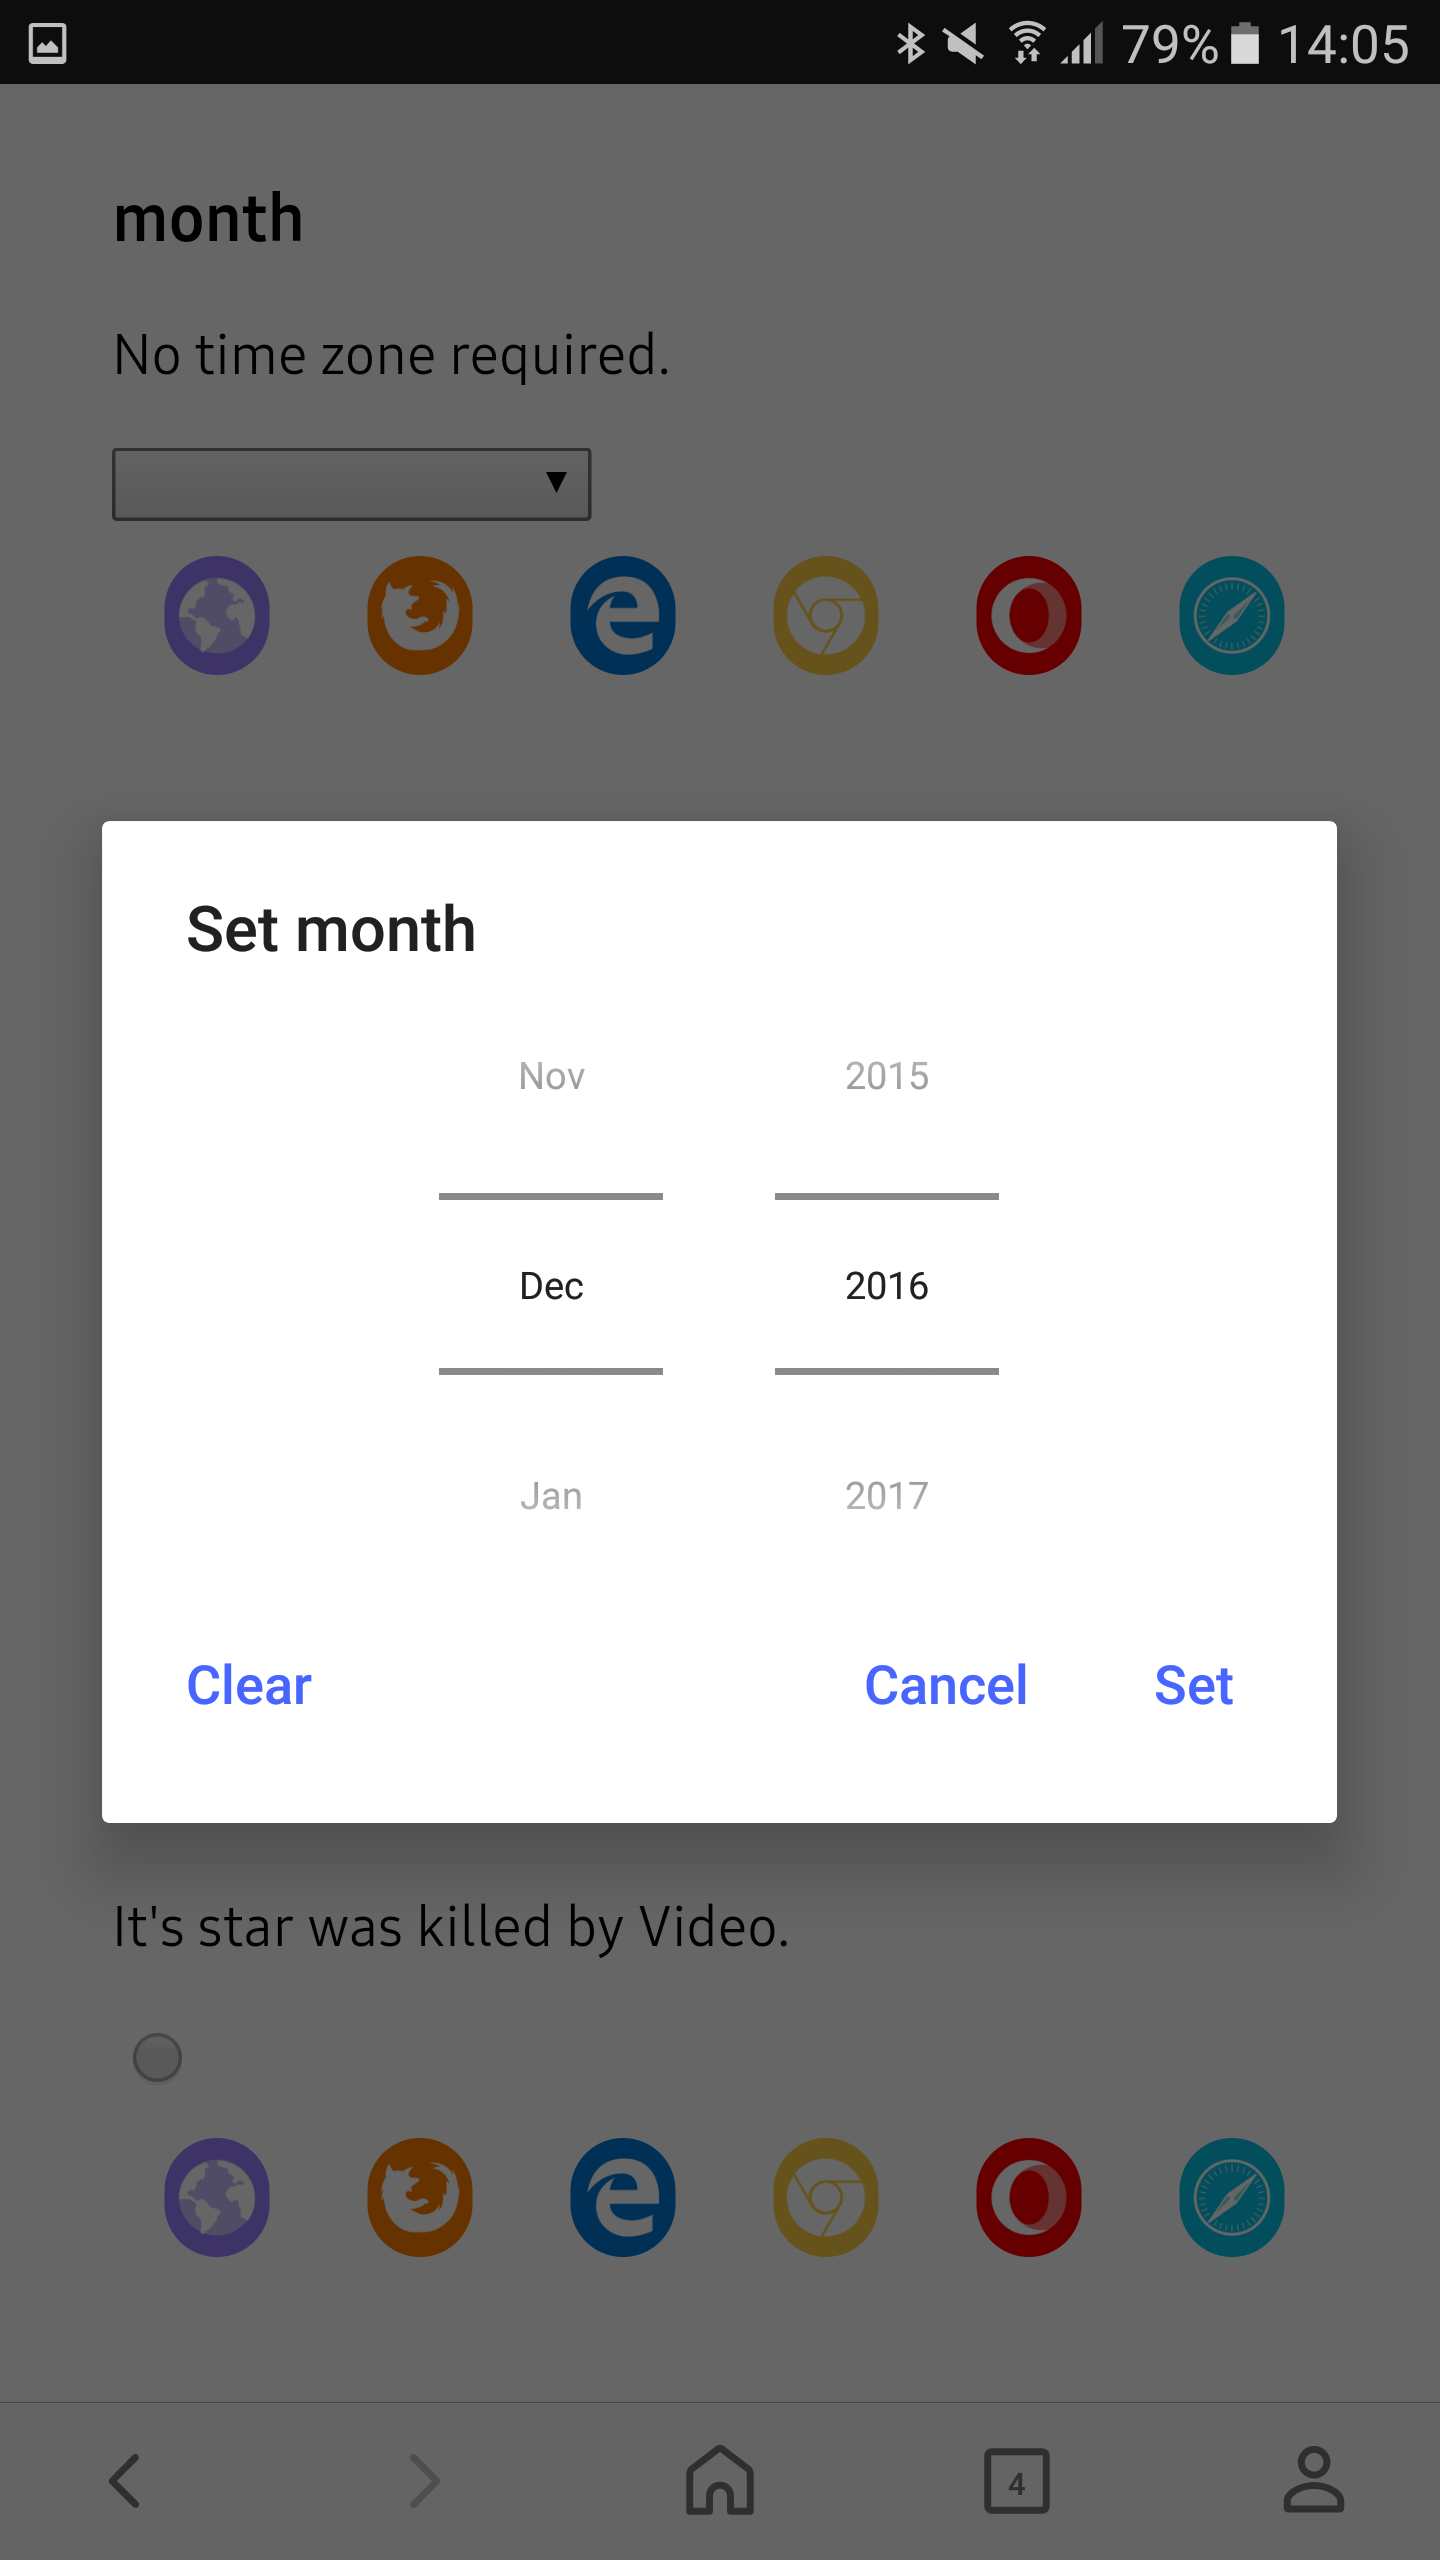 79% 14:05
month
No time zone required.
Set month
Nov 2015
Dec 2016
Jan 2017
Clear Cancel Set
It's star was killed by Video.
4